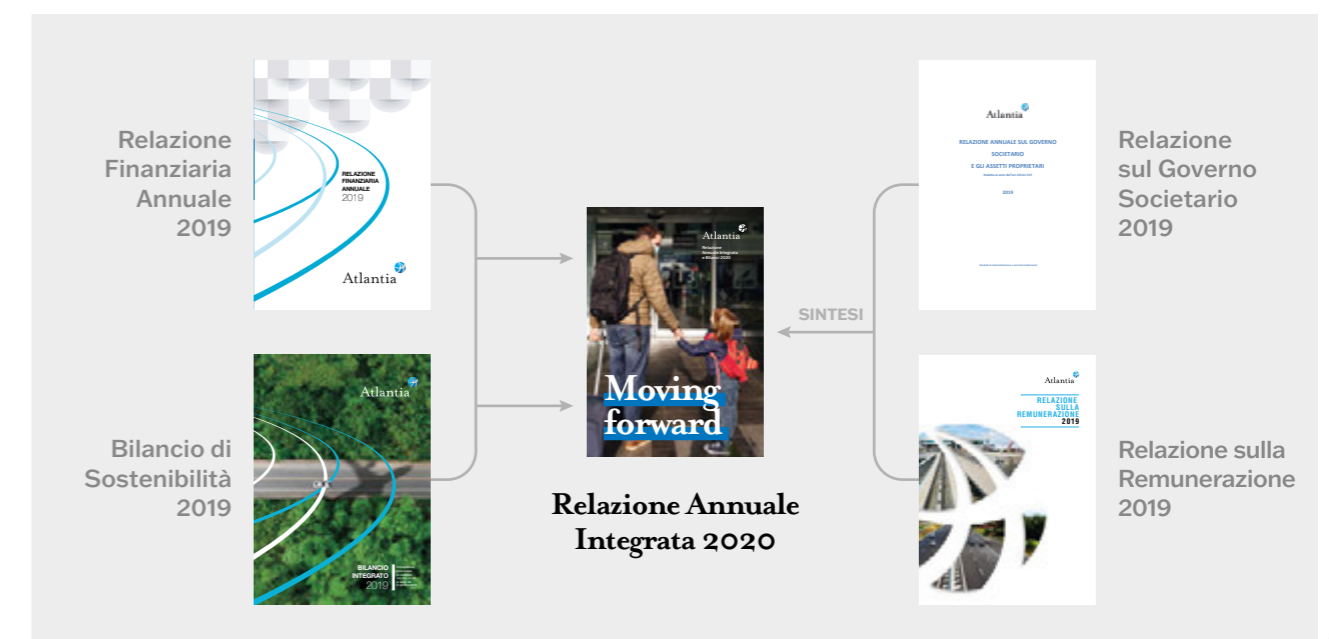 Relazione
Finanziaria
Annuale
2019
RELAZIONE
FINANZIARIA
ANNUALE
2019
Atlantia
Bilancio di
Sostenibilità
2019
Atlantia
BILANCIO
INTEGRATO
2019
Atlantia
Relazione
Annuale Integrata
e Bilanci 2020
Moving
forward
Relazione Annuale
Integrata 2020
SINTESI
Atlantia
RELAZIONE ANNUALE SUL GOVERNO
SOCIETARIO
E GLI ASSETTI PROPRIETARI
2019
Relazione
sul Governo
Societario
2019
Atlantia
RELAZIONE
SULLA
REMUNERAZIONE
2019
Relazione sulla
Remunerazione
2019